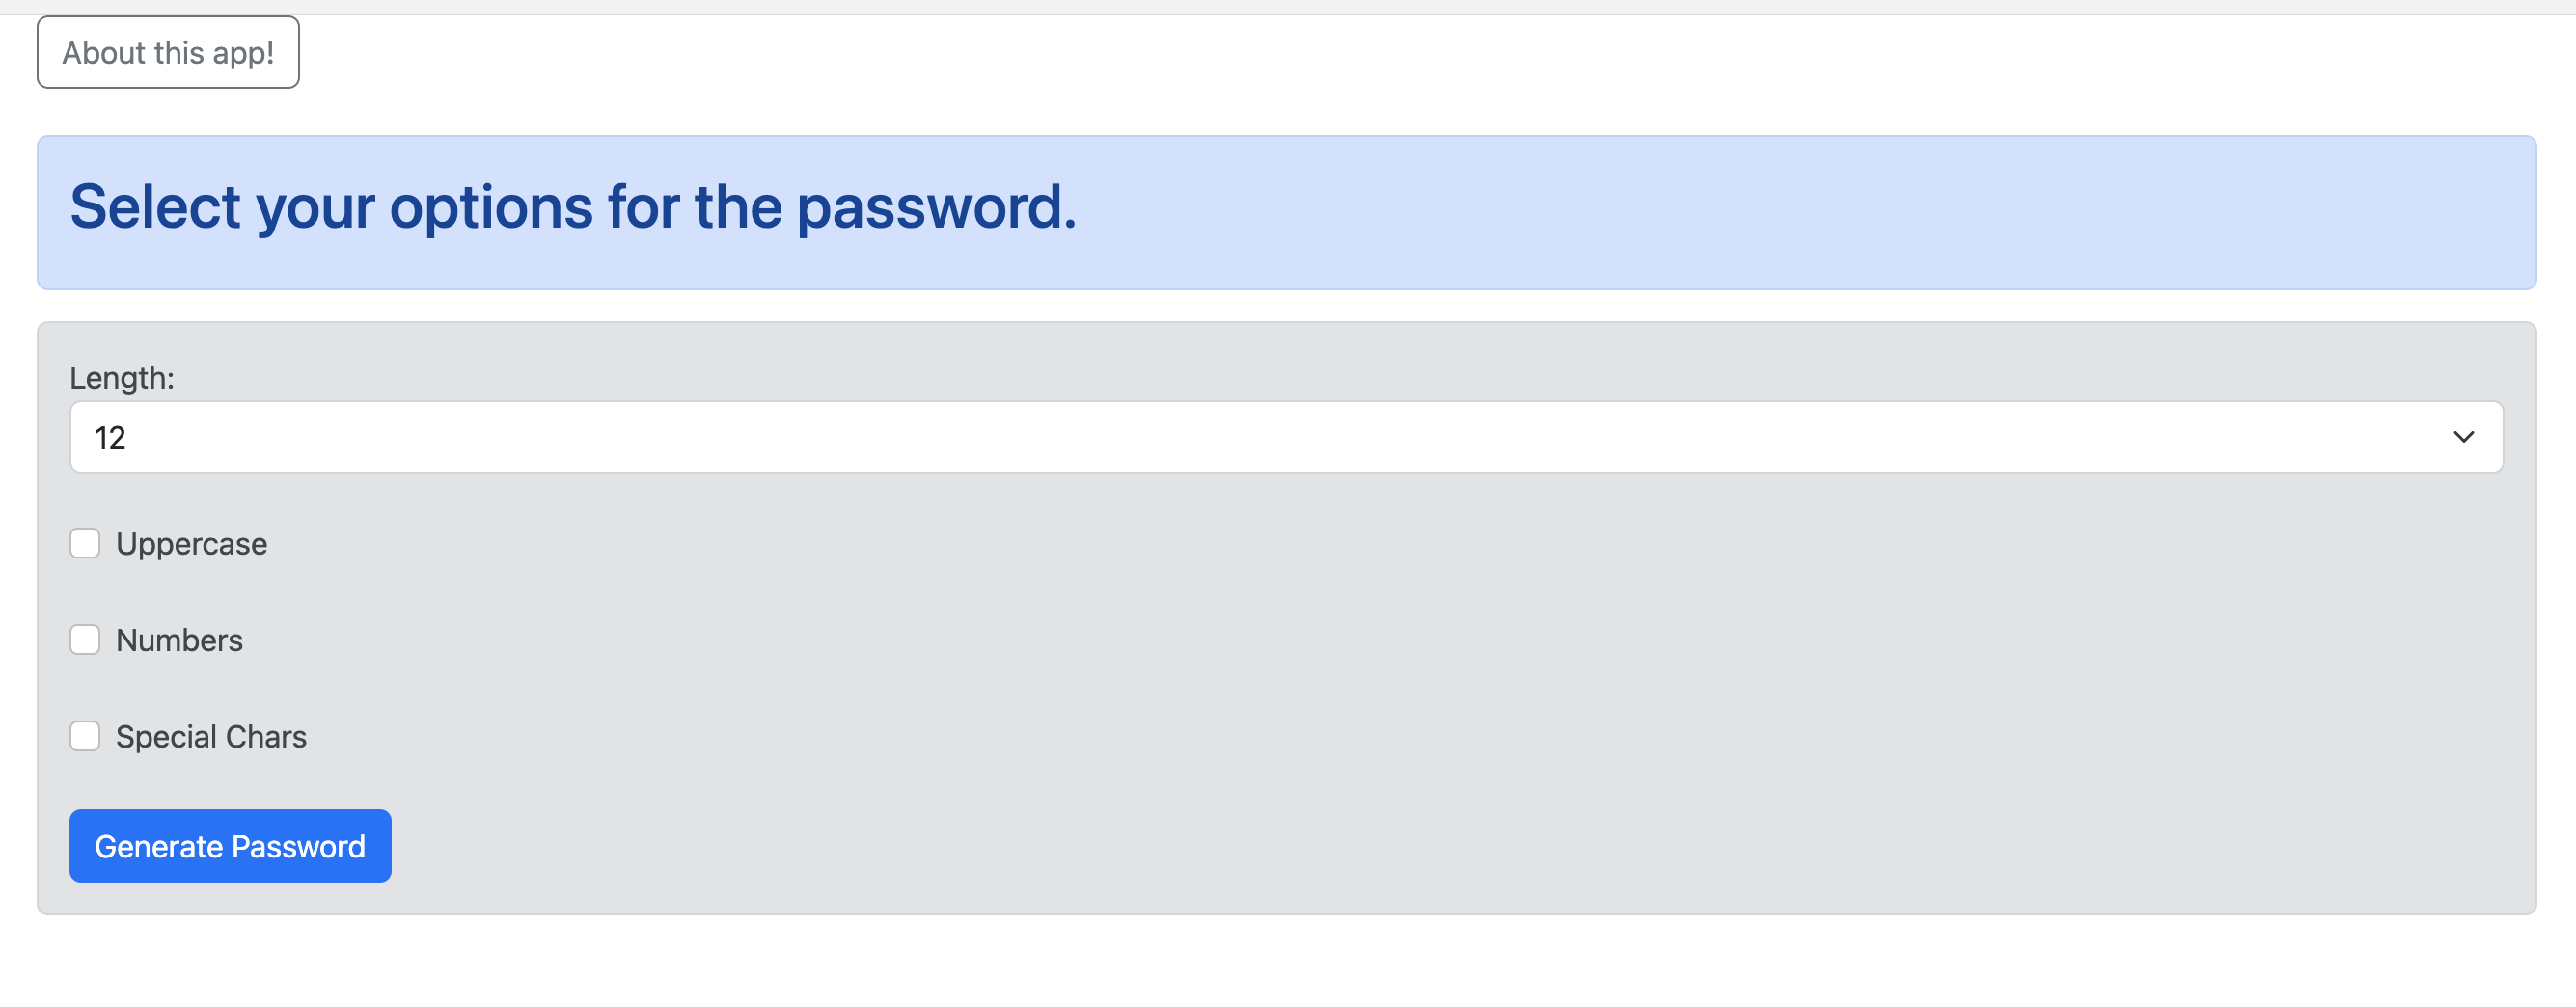 About this app!
Select your options for the password.
Length:
12
Uppercase
Numbers
Special Chars
Generate Password